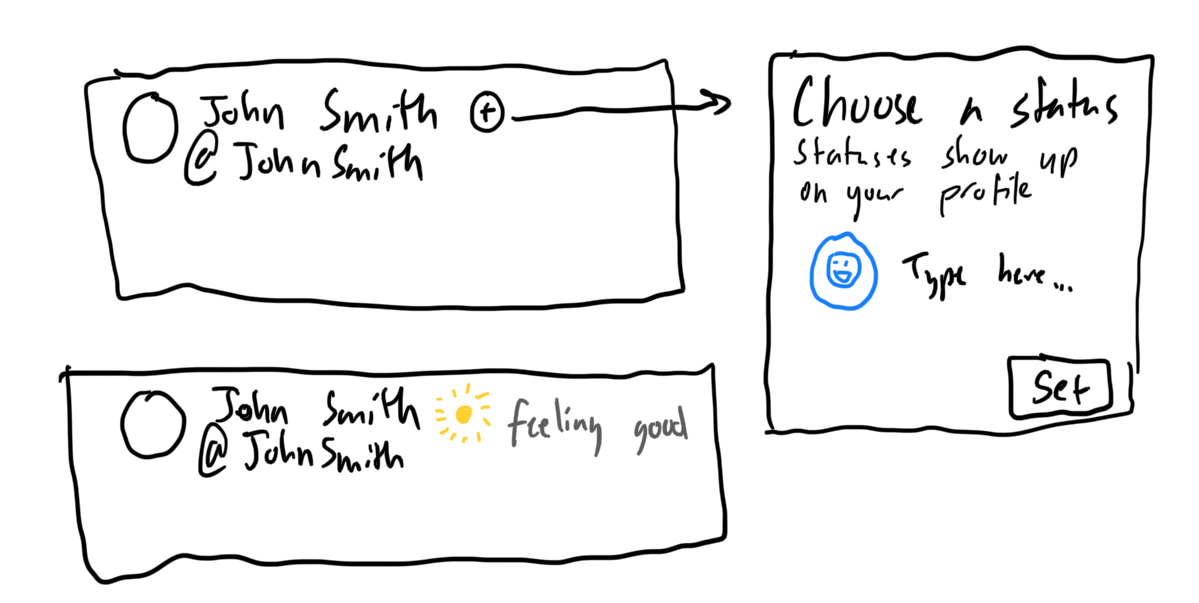 John Smith +
@JohnSmith
Choose a status
Statuses show up
on your profile
Type here...
Set
John Smith feeling good
@JohnSmith